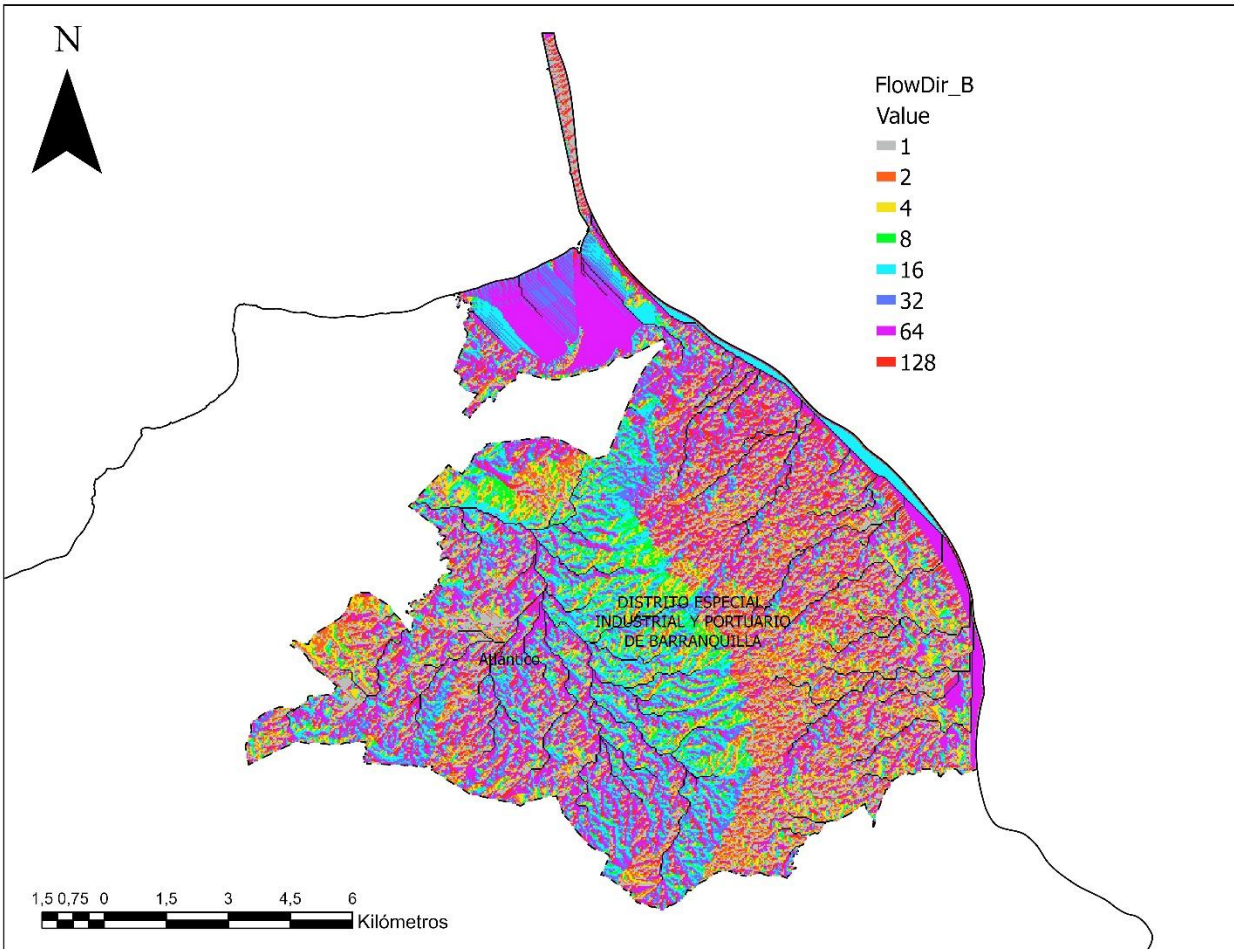 N
FlowDir_B
Value
1
2
4
8
16
32
64
128
DISTRITO ESPECIAL,
INDUSTRIAL Y PORTUARIO
DE BARRANQUILLA
Atlántico
1,5 0,75 0 1,5 3 4,5 6
Kilómetros